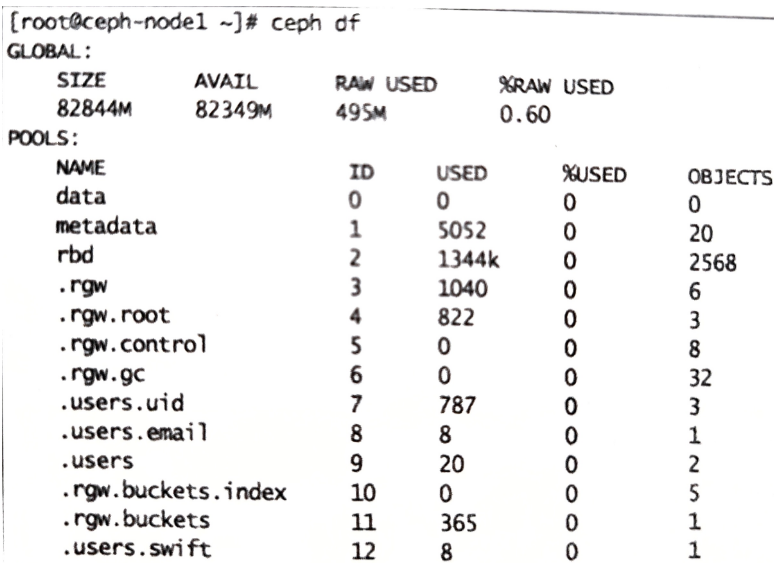 [root@ceph-node1 ~]# ceph df
GLOBAL:
SIZE AVAIL RAW USED %RAW USED
82844M 82349M 495M 0.60
POOLS:
NAME ID USED %USED OBJECTS
data 0 0 0 0
metadata 1 5052 0 20
rbd 2 1344k 0 2568
.rgw 3 1040 0 6
.rgw.root 4 822 0 3
.rgw.control 5 0 0 8
.rgw.gc 6 0 0 32
.users.uid 7 787 0 3
.users.email 8 8 0 1
.users 9 20 0 2
.rgw.buckets.index 10 0 0 5
.rgw.buckets 11 365 0 1
.users.swift 12 8 0 1